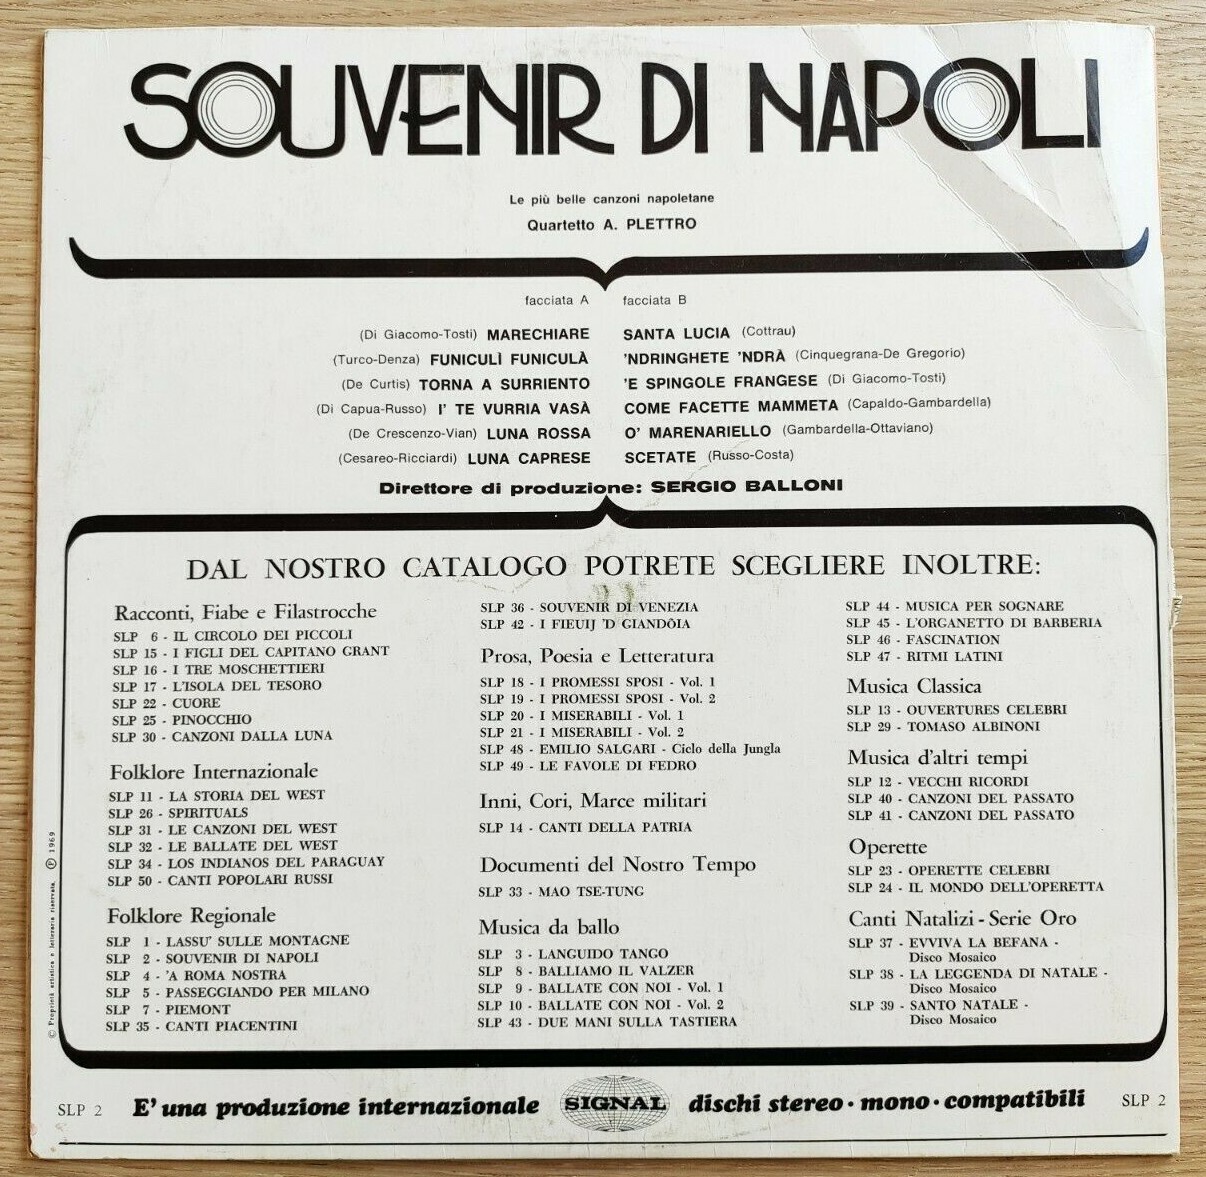 SOUVENIR DI NAPOLI
Le più belle canzoni napoletane
Quartetto A. PLETTRO
facciata A
(Di Giacomo-Tosti) MARECHIARE
(Turco-Denza) FUNICULÌ FUNICULÀ
(De Curtis) TORNA A SURRIENTO
(Di Capua-Russo) I' TE VURRIA VASÀ
(De Crescenzo-Vian) LUNA ROSSA
(Cesareo-Ricciardi) LUNA CAPRESE
facciata B
SANTA LUCIA (Cottrau)
'NDRINGHETE 'NDRÀ (Cinquegrana-De Gregorio)
'E SPINGOLE FRANGESE (Di Giacomo-Tosti)
COME FACETTE MAMMETA (Capaldo-Gambardella)
O' MARENARIELLO (Gambardella-Ottaviano)
SCETATE (Russo-Costa)
Direttore di produzione: SERGIO BALLONI
DAL NOSTRO CATALOGO POTRETE SCEGLIERE INOLTRE:
Racconti, Fiabe e Filastrocche
SLP 6 - IL CIRCOLO DEI PICCOLI
SLP 15 - I FIGLI DEL CAPITANO GRANT
SLP 16 - I TRE MOSCHETTIERI
SLP 17 - L'ISOLA DEL TESORO
SLP 22 - CUORE
SLP 25 - PINOCCHIO
SLP 30 - CANZONI DALLA LUNA
Folklore Internazionale
SLP 11 - LA STORIA DEL WEST
SLP 26 - SPIRITUALS
SLP 31 - LE CANZONI DEL WEST
SLP 32 - LE BALLATE DEL WEST
SLP 34 - LOS INDIANOS DEL PARAGUAY
SLP 50 - CANTI POPOLARI RUSSI
Folklore Regionale
SLP 1 - LASSU' SULLE MONTAGNE
SLP 2 - SOUVENIR DI NAPOLI
SLP 4 - 'A ROMA NOSTRA
SLP 5 - PASSEGGIANDO PER MILANO
SLP 7 - PIEMONT
SLP 35 - CANTI PIACENTINI
SLP 36 - SOUVENIR DI VENEZIA
SLP 42 - I FIEUIJ 'D GIANDÔIA
Prosa, Poesia e Letteratura
SLP 18 - I PROMESSI SPOSI - Vol. 1
SLP 19 - I PROMESSI SPOSI - Vol. 2
SLP 20 - I MISERABILI - Vol. 1
SLP 21 - I MISERABILI - Vol. 2
SLP 48 - EMILIO SALGARI - Ciclo della Jungla
SLP 49 - LE FAVOLE DI FEDRO
Inni, Cori, Marce militari
SLP 14 - CANTI DELLA PATRIA
Documenti del Nostro Tempo
SLP 33 - MAO TSE-TUNG
Musica da ballo
SLP 3 - LANGUIDO TANGO
SLP 8 - BALLIAMO IL VALZER
SLP 9 - BALLATE CON NOI - Vol. 1
SLP 10 - BALLATE CON NOI - Vol. 2
SLP 43 - DUE MANI SULLA TASTIERA
SLP 44 - MUSICA PER SOGNARE
SLP 45 - L'ORGANETTO DI BARBERIA
SLP 46 - FASCINATION
SLP 47 - RITMI LATINI
Musica Classica
SLP 13 - OUVERTURES CELEBRI
SLP 29 - TOMASO ALBINONI
Musica d'altri tempi
SLP 12 - VECCHI RICORDI
SLP 40 - CANZONI DEL PASSATO
SLP 41 - CANZONI DEL PASSATO
Operette
SLP 23 - OPERETTE CELEBRI
SLP 24 - IL MONDO DELL'OPERETTA
Canti Natalizi - Serie Oro
SLP 37 - EVVIVA LA BEFANA -
Disco Mosaico
SLP 38 - LA LEGGENDA DI NATALE -
Disco Mosaico
SLP 39 - SANTO NATALE -
Disco Mosaico
© Proprietà artistica e letteraria riservata. ℗ 1969
SLP 2 E' una produzione internazionale SIGNAL dischi stereo · mono · compatibili SLP 2